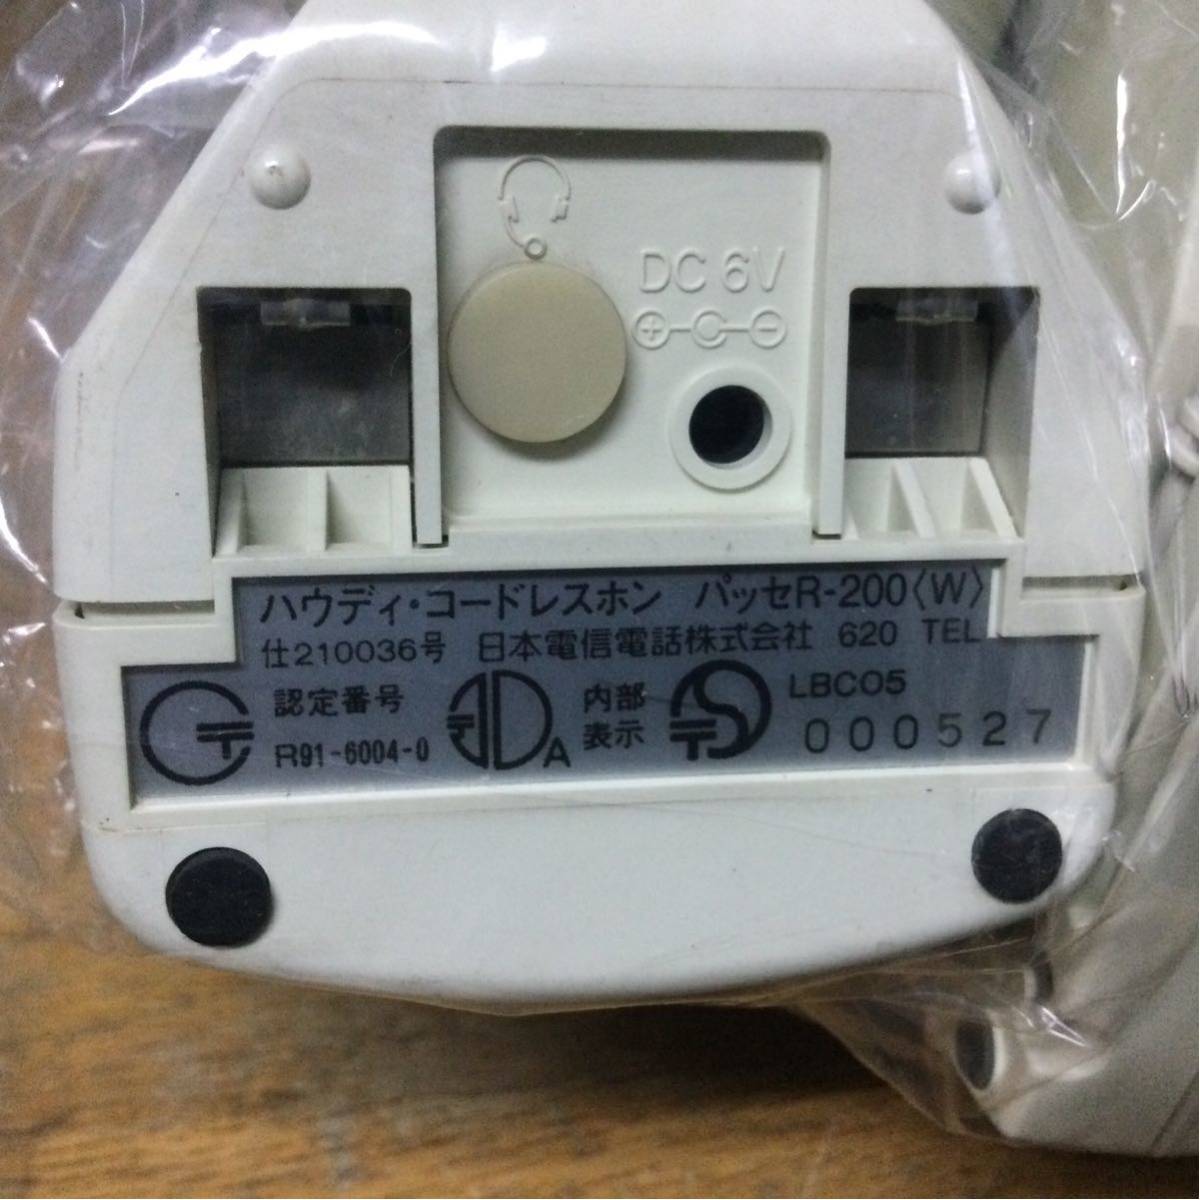 DC 6V
ハウディ・コードレスホン パッセR-200〈W〉
仕210036号 日本電信電話株式会社 620 TEL
認定番号
R91-6004-0
A
内部
表示
LBC05
000527